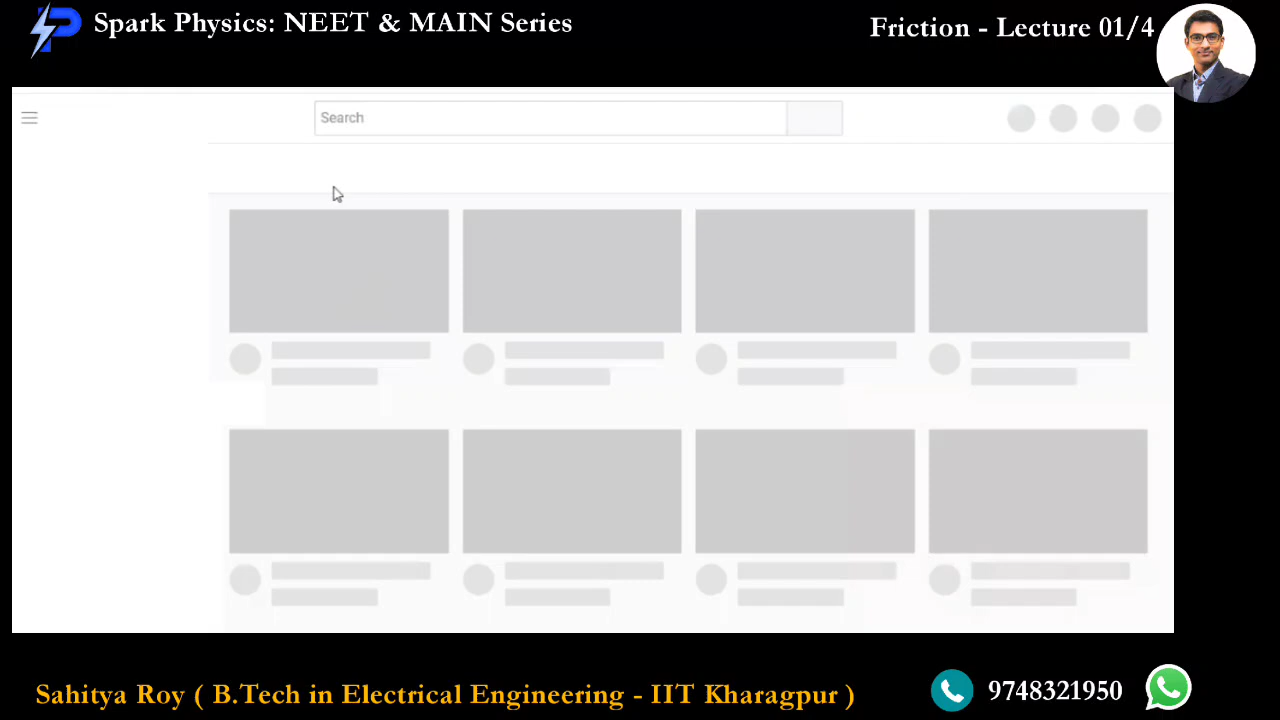 Spark Physics: NEET & MAIN Series
Friction - Lecture 01/4
Search
Sahitya Roy ( B.Tech in Electrical Engineering - IIT Kharagpur )
9748321950